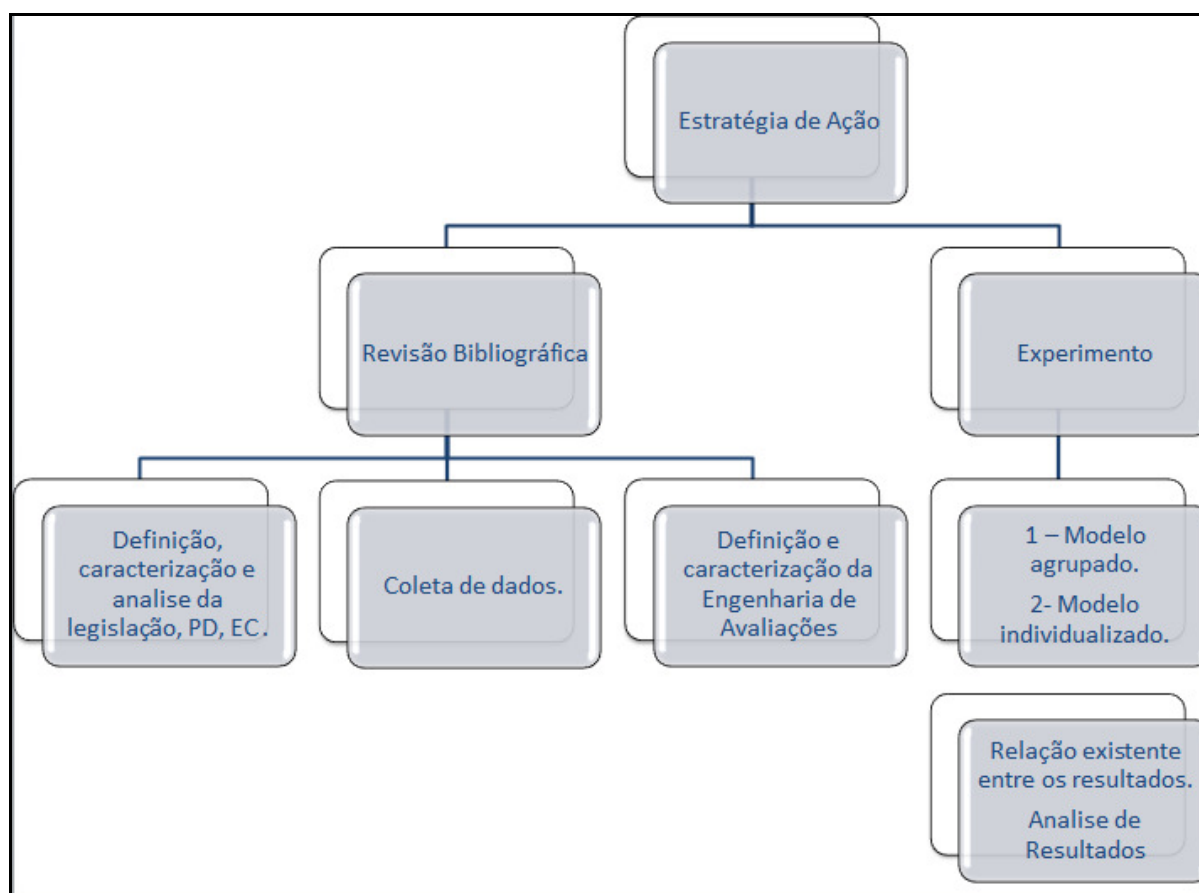 Estratégia de Ação
Revisão Bibliográfica
Experimento
Definição,
caracterização e
analise da
legislação, PD, EC.
Coleta de dados.
Definição e
caracterização da
Engenharia de
Avaliações
1 – Modelo
agrupado.
2- Modelo
individualizado.
Relação existente
entre os resultados.
Analise de
Resultados